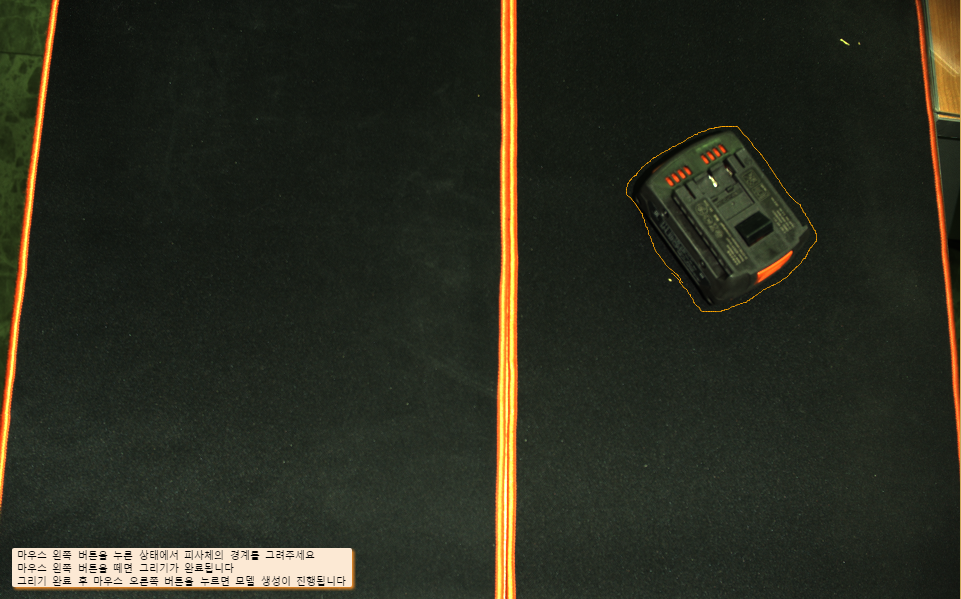 마우스 왼쪽 버튼을 누른 상태에서 피사체의 경계를 그려주세요
마우스 왼쪽 버튼을 떼면 그리기가 완료됩니다
그리기 완료 후 마우스 오른쪽 버튼을 누르면 모델 생성이 진행됩니다